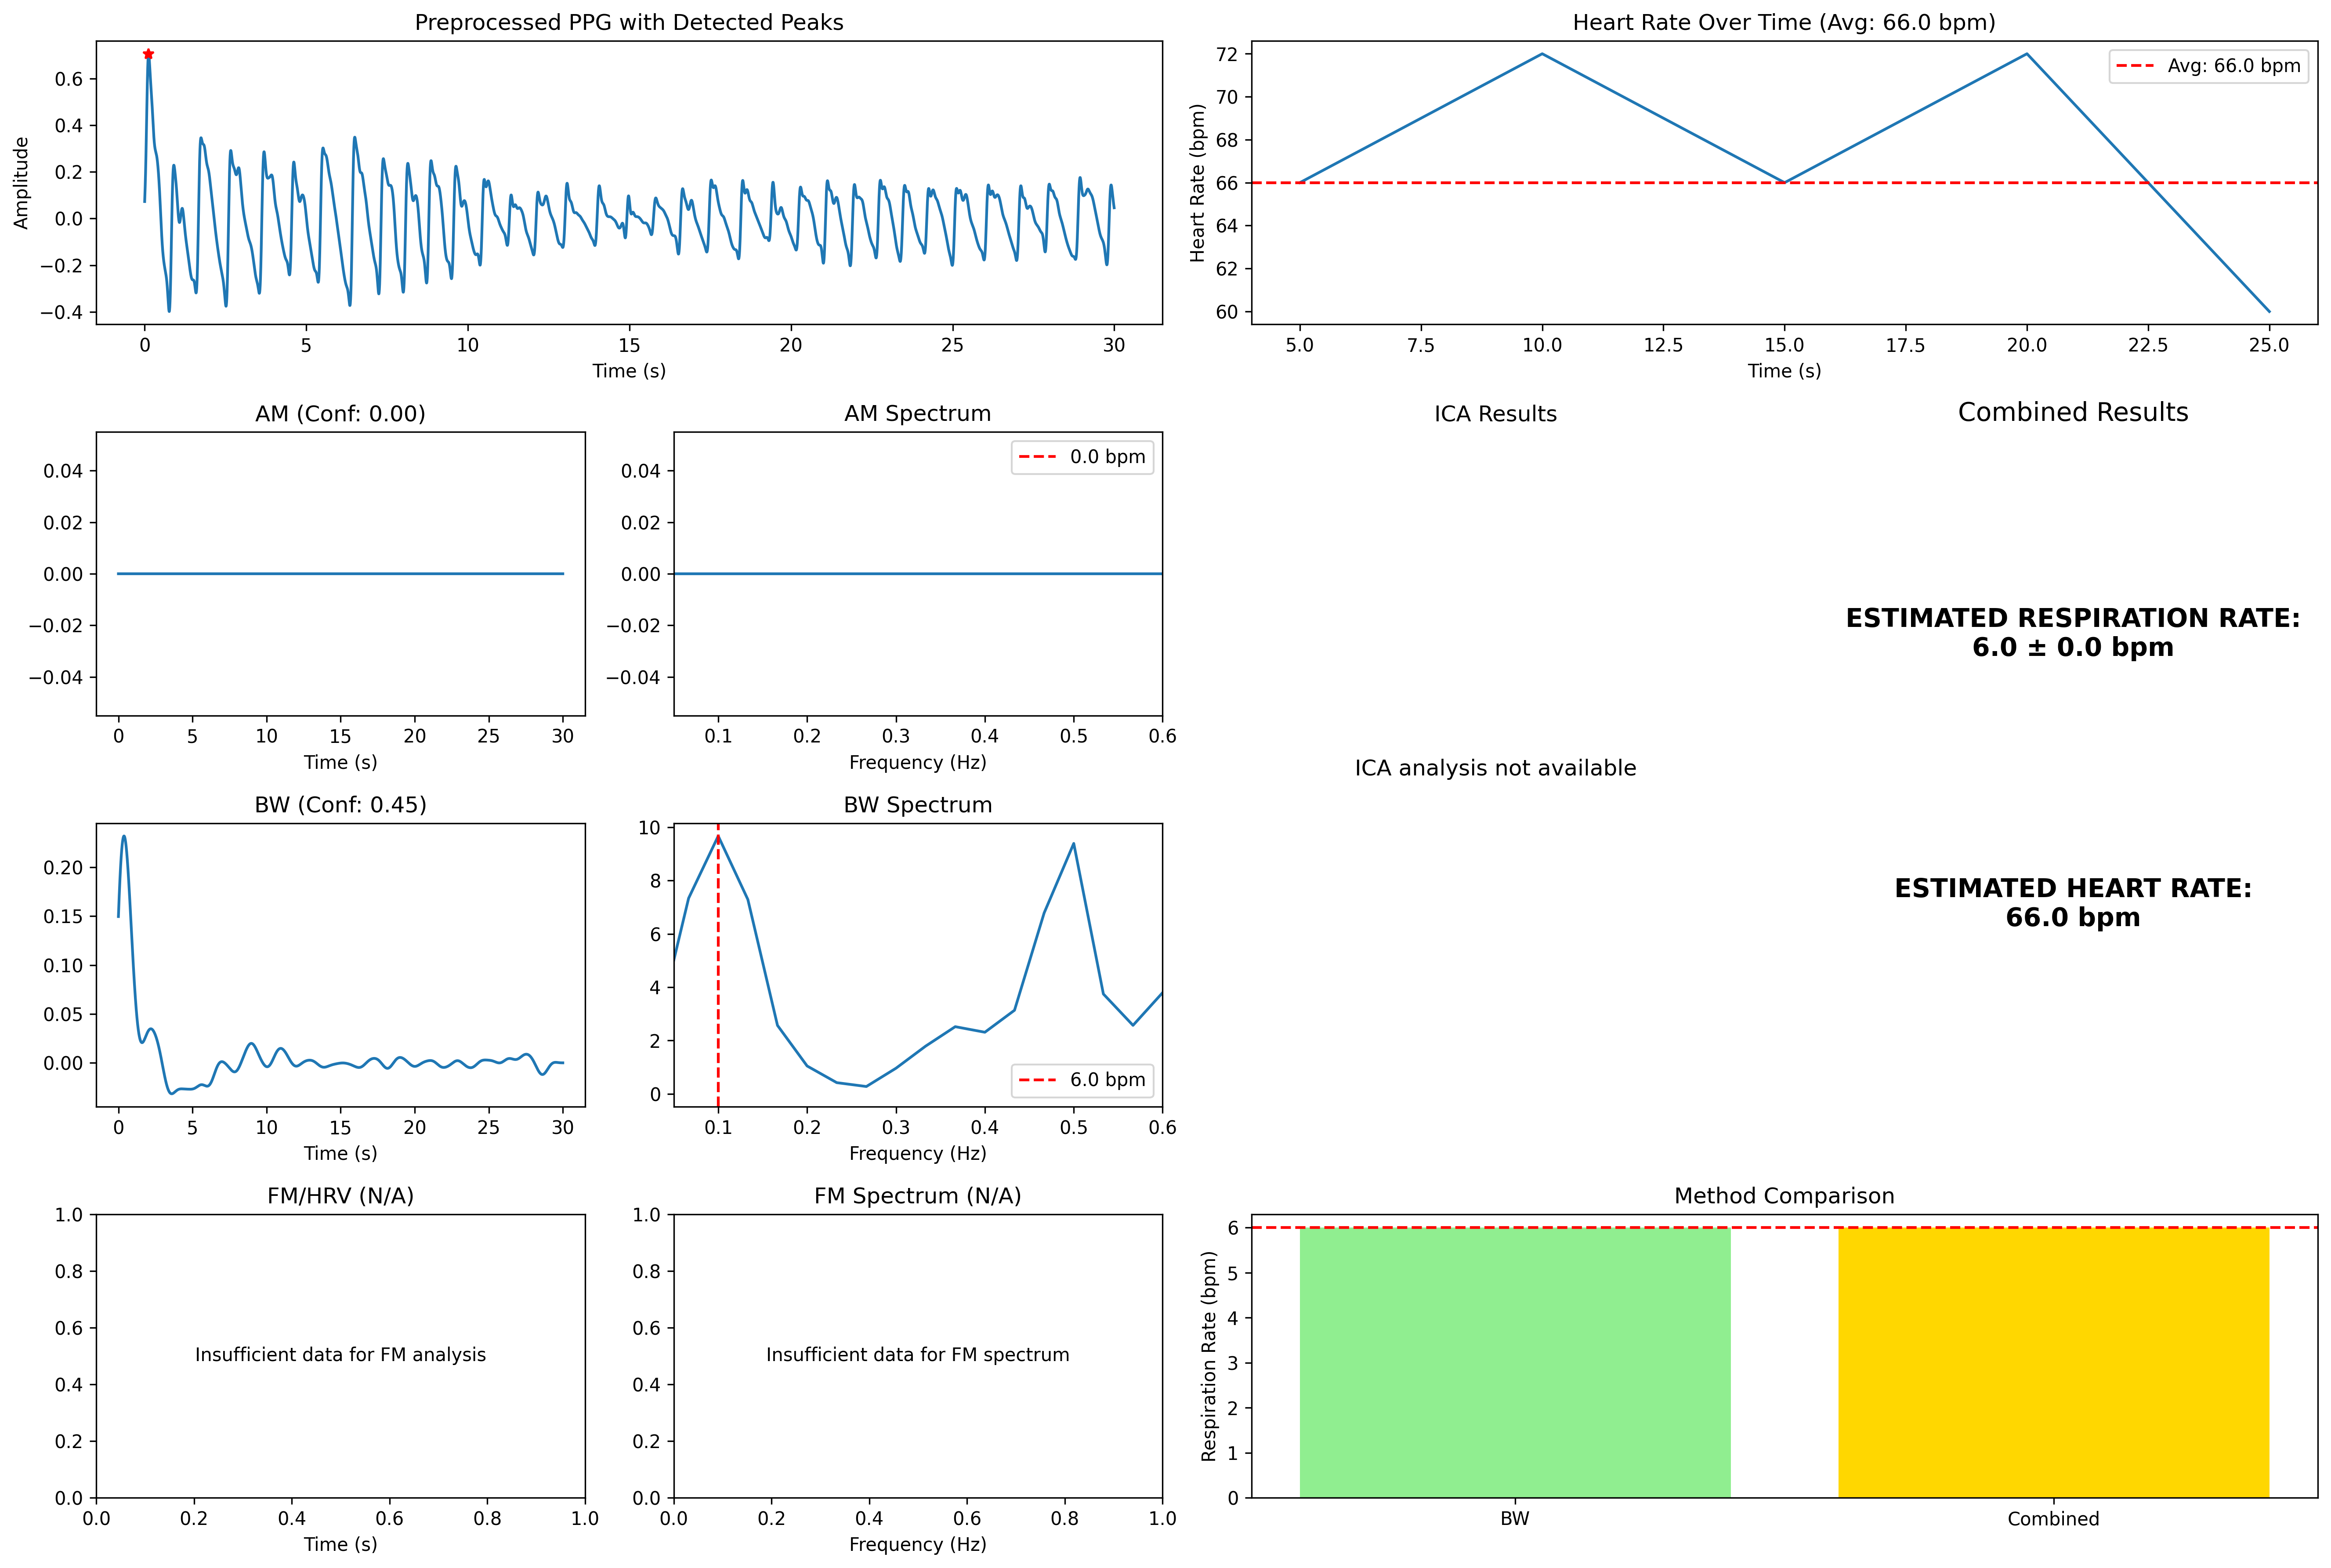 Preprocessed PPG with Detected Peaks
Amplitude
0.6
0.4
0.2
0.0
−0.2
−0.4
0 5 10 15 20 25 30
Time (s)
Heart Rate Over Time (Avg: 66.0 bpm)
Heart Rate (bpm)
72
70
68
66
64
62
60
Avg: 66.0 bpm
5.0 7.5 10.0 12.5 15.0 17.5 20.0 22.5 25.0
Time (s)
AM (Conf: 0.00)
0.04
0.02
0.00
−0.02
−0.04
0 5 10 15 20 25 30
Time (s)
AM Spectrum
0.0 bpm
0.04
0.02
0.00
−0.02
−0.04
0.1 0.2 0.3 0.4 0.5 0.6
Frequency (Hz)
ICA Results
ICA analysis not available
Combined Results
ESTIMATED RESPIRATION RATE:
6.0 ± 0.0 bpm
ESTIMATED HEART RATE:
66.0 bpm
BW (Conf: 0.45)
0.20
0.15
0.10
0.05
0.00
0 5 10 15 20 25 30
Time (s)
BW Spectrum
10
8
6
4
2
0
6.0 bpm
0.1 0.2 0.3 0.4 0.5 0.6
Frequency (Hz)
FM/HRV (N/A)
1.0
0.8
0.6
0.4
0.2
0.0
Insufficient data for FM analysis
0.0 0.2 0.4 0.6 0.8 1.0
Time (s)
FM Spectrum (N/A)
1.0
0.8
0.6
0.4
0.2
0.0
Insufficient data for FM spectrum
0.0 0.2 0.4 0.6 0.8 1.0
Frequency (Hz)
Method Comparison
Respiration Rate (bpm)
6
5
4
3
2
1
0
BW Combined